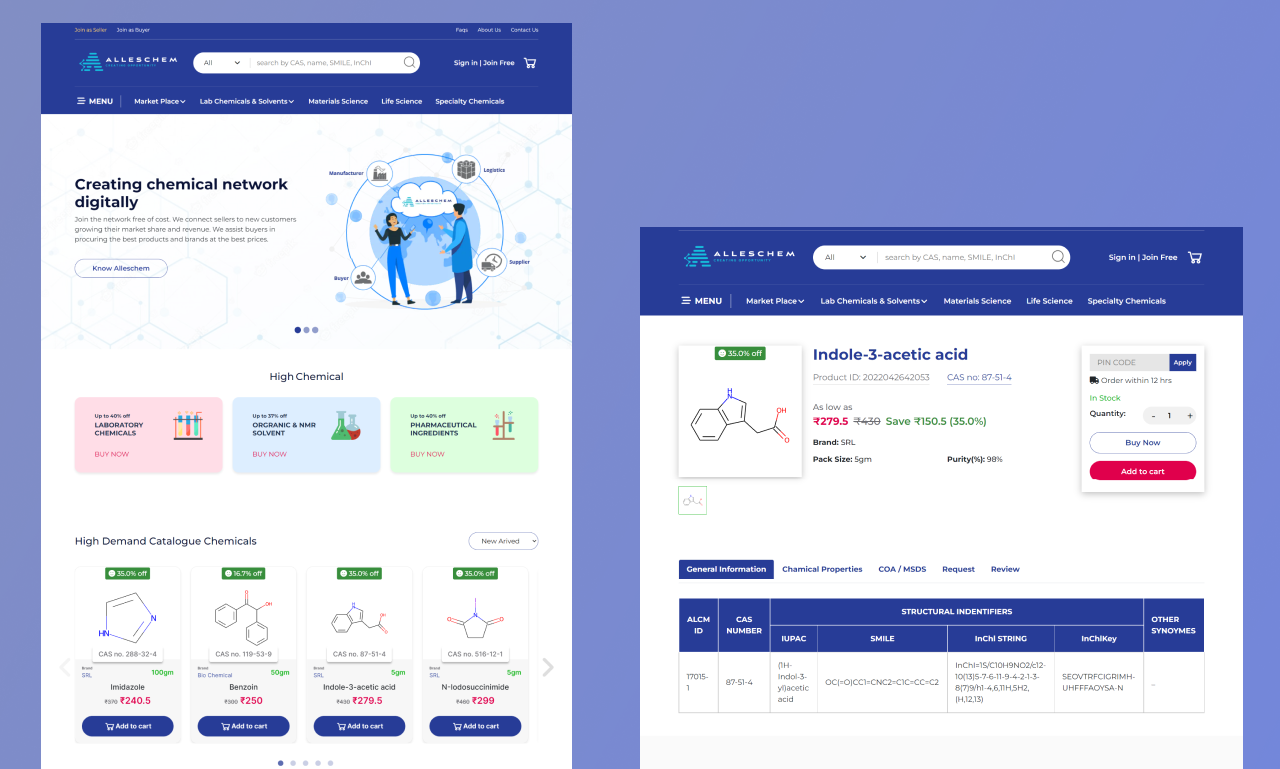 Join as Seller Join as Buyer Faqs About Us Contact Us
ALLESCHEM
CREATING OPPORTUNITY
All search by CAS, name, SMILE, InChI Sign in | Join Free
MENU Market Place Lab Chemicals & Solvents Materials Science Life Science Specialty Chemicals
Creating chemical network
digitally
Join the network free of cost. We connect sellers to new customers
growing their market share and revenue. We assist buyers in
procuring the best products and brands at the best prices.
Know Alleschem
Manufacturer
Logistics
ALLESCHEM
Supplier
Buyer
High Chemical
Up to 40% off
LABORATORY
CHEMICALS
BUY NOW
Up to 37% off
ORGRANIC & NMR
SOLVENT
BUY NOW
Up to 40% off
PHARMACEUTICAL
INGREDIENTS
BUY NOW
High Demand Catalogue Chemicals New Arived
35.0% off
HN N
CAS no. 288-32-4
Brand
SRL 100gm
Imidazole
₹370 ₹240.5
Add to cart
16.7% off
O OH
CAS no. 119-53-9
Brand
Bio Chemical 50gm
Benzoin
₹300 ₹250
Add to cart
35.0% off
H
N OH
O
CAS no. 87-51-4
Brand
SRL 5gm
Indole-3-acetic acid
₹430 ₹279.5
Add to cart
35.0% off
O N O
CAS no. 516-12-1
Brand
SRL 5gm
N-Iodosuccinimide
₹460 ₹299
Add to cart
ALLESCHEM
CREATING OPPORTUNITY
All search by CAS, name, SMILE, InChI Sign in | Join Free
MENU Market Place Lab Chemicals & Solvents Materials Science Life Science Specialty Chemicals
35.0% off
H
N
OH
O
Indole-3-acetic acid
Product ID: 2022042642053 CAS no: 87-51-4
As low as
₹279.5 ₹430 Save ₹150.5 (35.0%)
Brand: SRL
Pack Size: 5gm Purity(%): 98%
PIN CODE Apply
Order within 12 hrs
In Stock
Quantity: - 1 +
Buy Now
Add to cart
General Information Chamical Properties COA / MSDS Request Review
ALCM
ID
CAS
NUMBER
STRUCTURAL INDENTIFIERS
OTHER
SYNOYMES
IUPAC SMILE InChI STRING InChIKey
17015-
1
87-51-4
(1H-
Indol-3-
yl)acetic
acid
OC(=O)CC1=CNC2=C1C=CC=C2
InChI=1S/C10H9NO2/c12-
10(13)5-7-6-11-9-4-2-1-3-
8(7)9/h1-4,6,11H,5H2,
(H,12,13)
SEOVTRFCIGRIMH-
UHFFFAOYSA-N
_